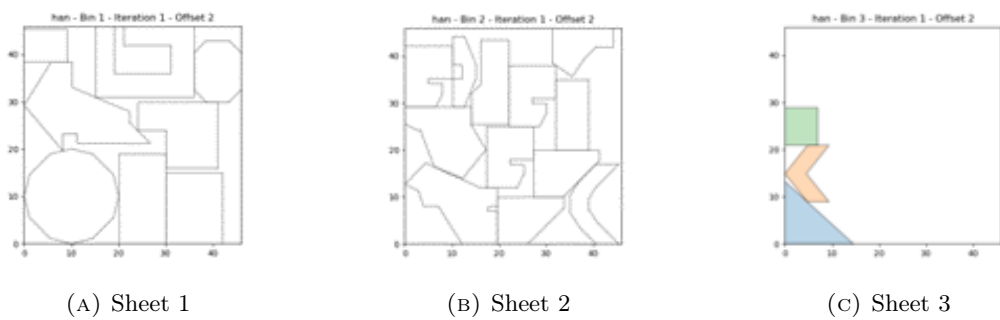 han - Bin 1 - Iteration 1 - Offset 2
40
30
20
10
0
0 10 20 30 40
(A) Sheet 1
han - Bin 2 - Iteration 1 - Offset 2
40
30
20
10
0
0 10 20 30 40
(B) Sheet 2
han - Bin 3 - Iteration 1 - Offset 2
40
30
20
10
0
0 10 20 30 40
(C) Sheet 3